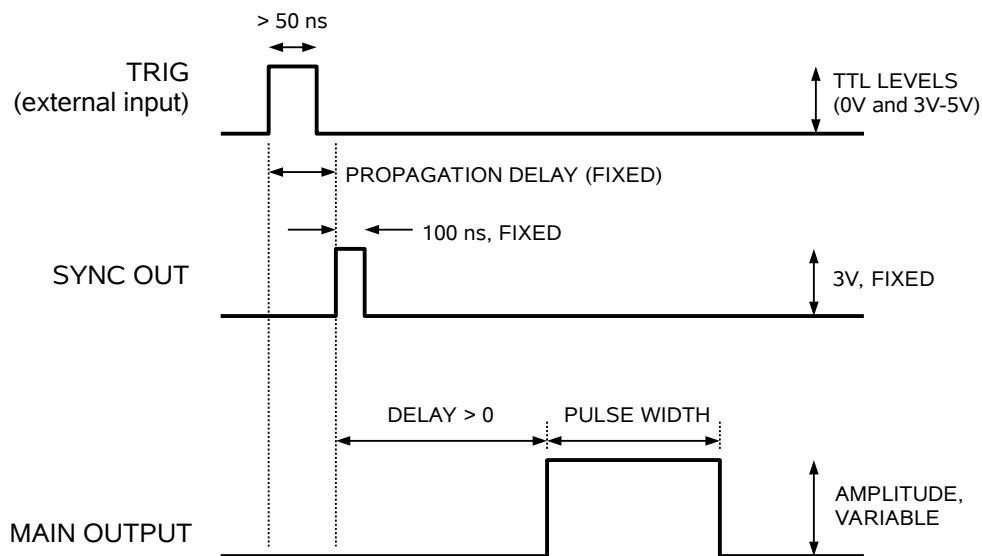 > 50 ns
TRIG
(external input)
TTL LEVELS
(0V and 3V-5V)
PROPAGATION DELAY (FIXED)
100 ns, FIXED
SYNC OUT
3V, FIXED
DELAY > 0
PULSE WIDTH
MAIN OUTPUT
AMPLITUDE,
VARIABLE